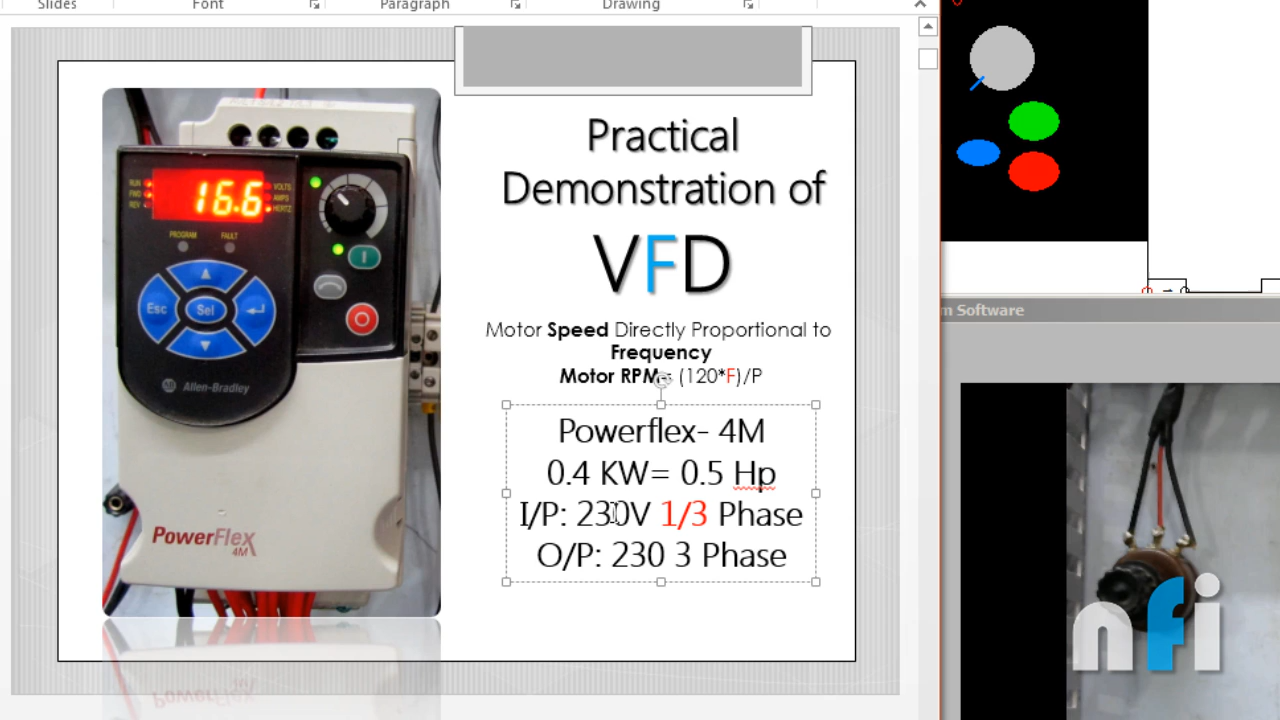 Slides Font Paragraph Drawing
16.6.
RUN
FWD
REV
VOLTS
AMPS
HERTZ
PROGRAM FAULT
Esc Sel
Allen-Bradley
PowerFlex
4M
Practical
Demonstration of
VFD
Motor Speed Directly Proportional to
Frequency
Motor RPM= (120*F)/P
Powerflex- 4M
0.4 KW= 0.5 Hp
I/P: 230V 1/3 Phase
O/P: 230 3 Phase
m Software
nfi